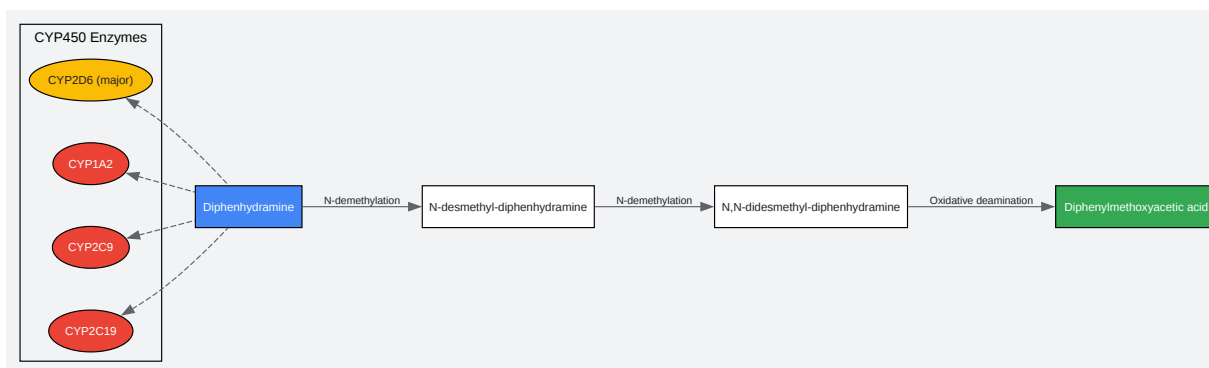 CYP450 Enzymes
CYP2D6 (major)
CYP1A2
CYP2C9
CYP2C19
Diphenhydramine
N-demethylation
N-desmethyl-diphenhydramine
N-demethylation
N,N-didesmethyl-diphenhydramine
Oxidative deamination
Diphenylmethoxyacetic acid